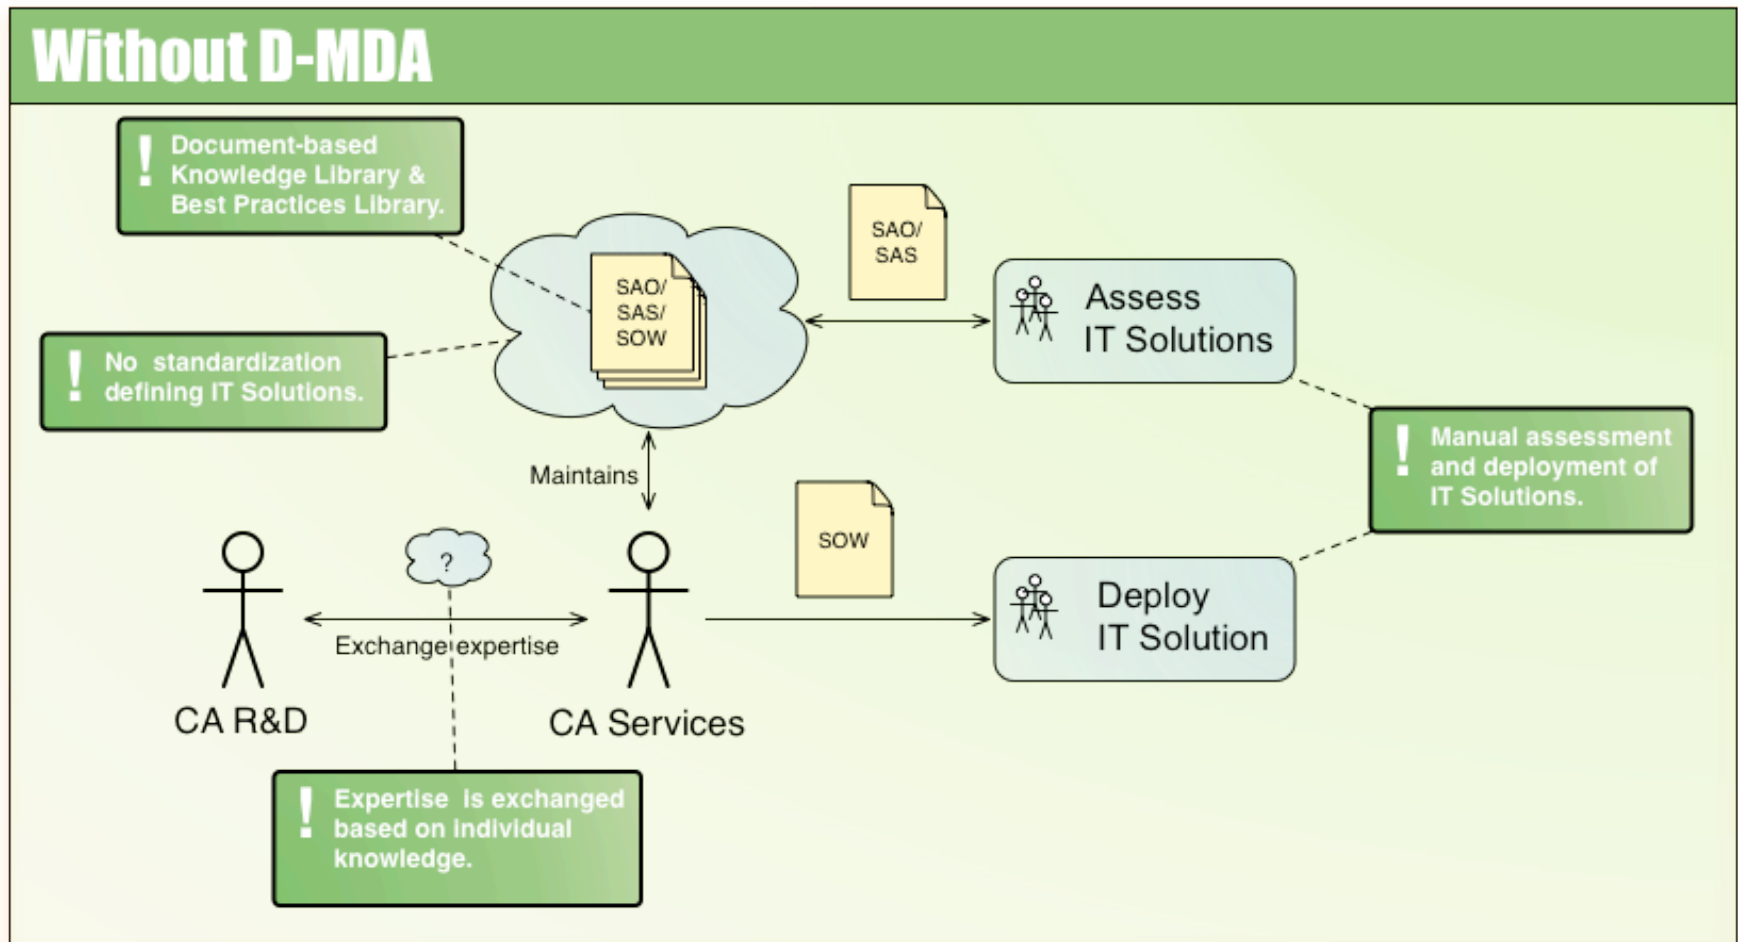 Without D-MDA
! Document-based
Knowledge Library &
Best Practices Library.
SAO/
SAS
SAO/
SAS/
SOW
Assess
IT Solutions
! No standardization
defining IT Solutions.
! Manual assessment
and deployment of
IT Solutions.
Maintains
SOW
?
Exchange expertise
Deploy
IT Solution
CA R&D
CA Services
! Expertise is exchanged
based on individual
knowledge.